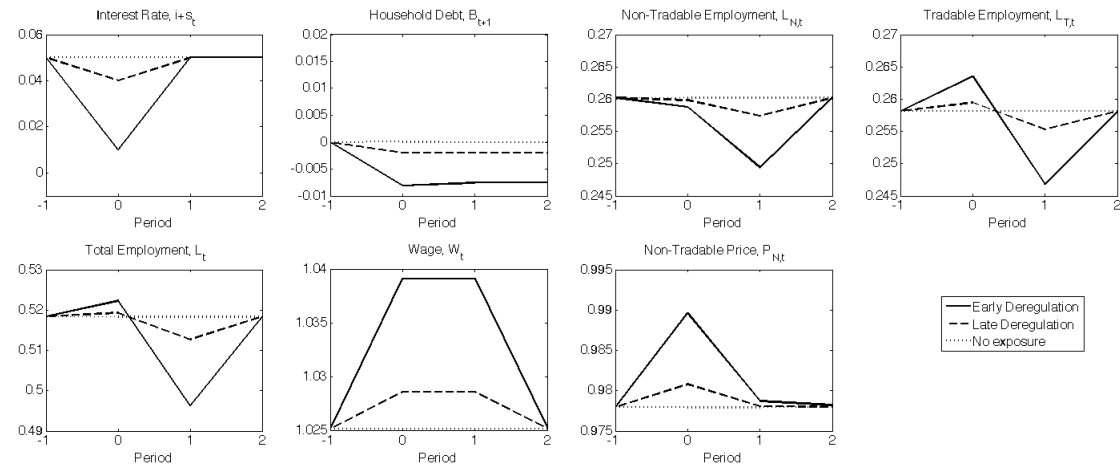 Interest Rate, i+s_t
0.06
0.04
0.02
0
-1 0 1 2
Period
Household Debt, B_{t+1}
0.02
0.015
0.01
0.005
0
-0.005
-0.01
-1 0 1 2
Period
Non-Tradable Employment, L_{N,t}
0.27
0.265
0.26
0.255
0.25
0.245
-1 0 1 2
Period
Tradable Employment, L_{T,t}
0.27
0.265
0.26
0.255
0.25
0.245
-1 0 1 2
Period
Total Employment, L_t
0.53
0.52
0.51
0.5
0.49
-1 0 1 2
Period
Wage, W_t
1.04
1.035
1.03
1.025
-1 0 1 2
Period
Non-Tradable Price, P_{N,t}
0.995
0.99
0.985
0.98
0.975
-1 0 1 2
Period
Early Deregulation
Late Deregulation
No exposure